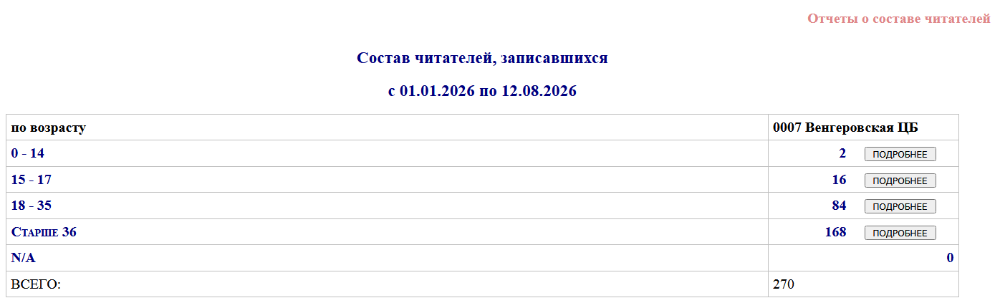 Отчеты о составе читателей
Состав читателей, записавшихся
с 01.01.2026 по 12.08.2026
по возрасту 0007 Венгеровская ЦБ
0 - 14 2 ПОДРОБНЕЕ
15 - 17 16 ПОДРОБНЕЕ
18 - 35 84 ПОДРОБНЕЕ
Старше 36 168 ПОДРОБНЕЕ
N/A 0
ВСЕГО: 270